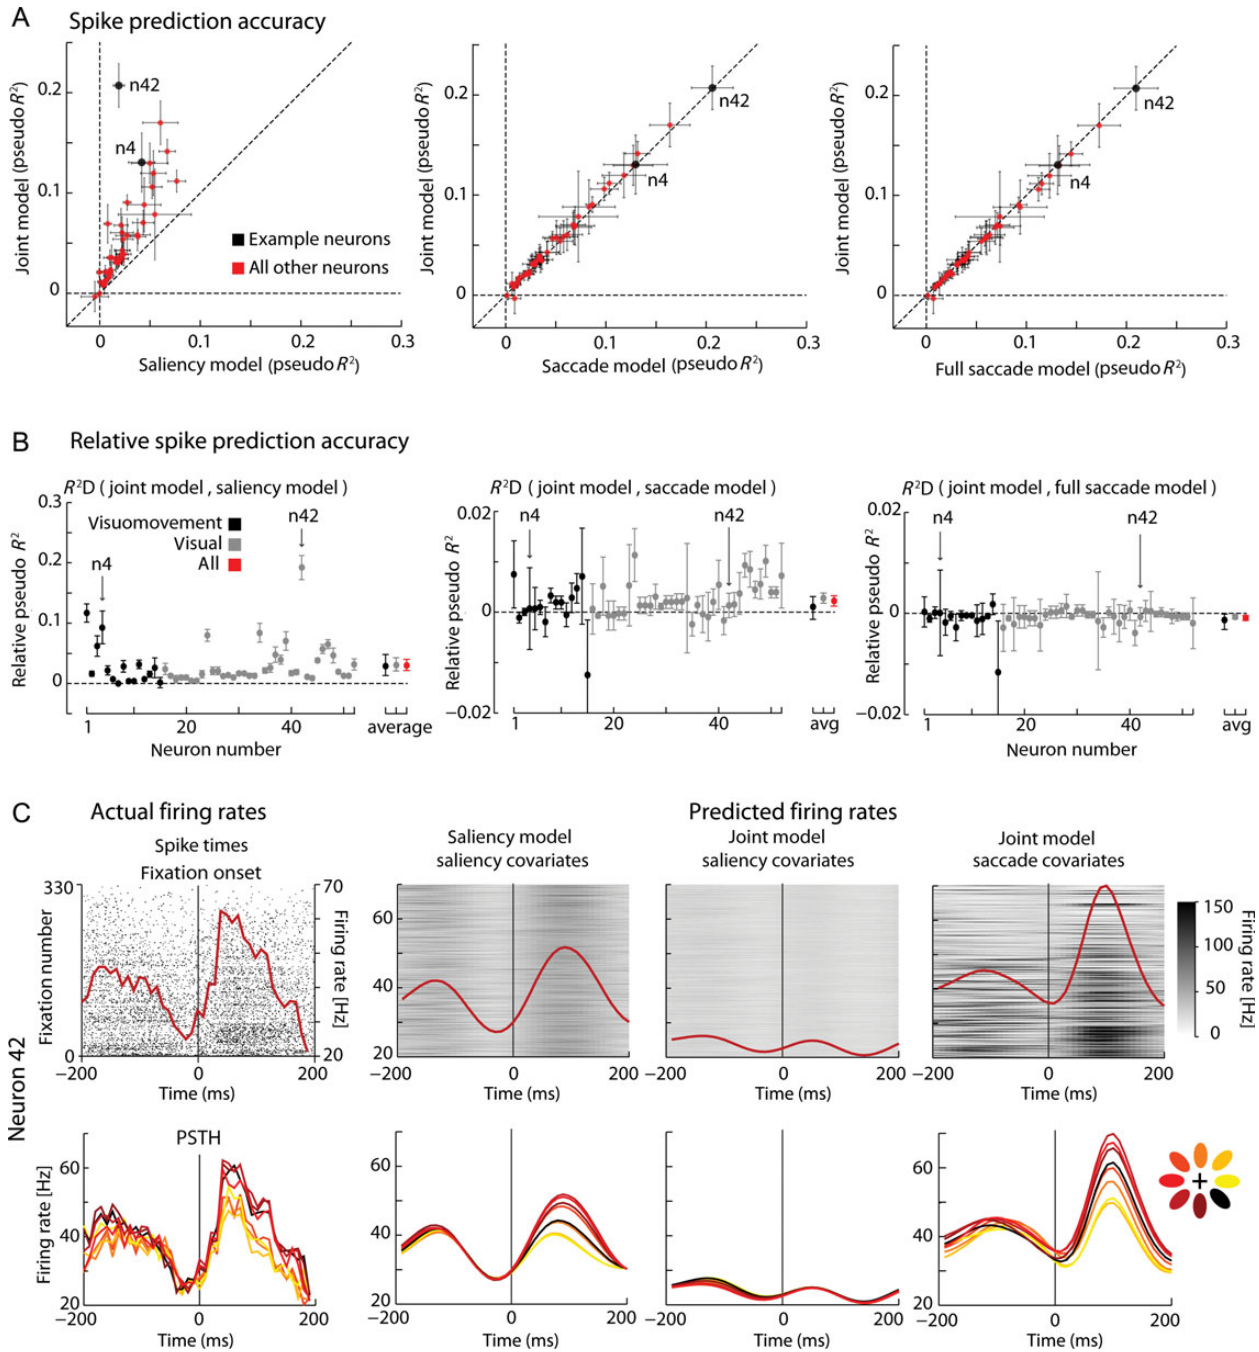 A Spike prediction accuracy
Joint model (pseudo R²)
0.2
0.1
0
n42
n4
Example neurons
All other neurons
0 0.1 0.2 0.3
Saliency model (pseudo R²)
Joint model (pseudo R²)
0.2
0.1
0
n42
n4
0 0.1 0.2 0.3
Saccade model (pseudo R²)
Joint model (pseudo R²)
0.2
0.1
0
n42
n4
0 0.1 0.2 0.3
Full saccade model (pseudo R²)
B Relative spike prediction accuracy
R²D ( joint model , saliency model )
Relative pseudo R²
0.3
0.2
0.1
0
Visuomovement
Visual
All
n42
n4
1 20 40 average
Neuron number
R²D ( joint model , saccade model )
Relative pseudo R²
0.02
0
−0.02
n4
n42
1 20 40 avg
R²D ( joint model , full saccade model )
Relative pseudo R²
0.02
0
−0.02
n4
n42
1 20 40 avg
Neuron number
C Actual firing rates
Predicted firing rates
Neuron 42
Spike times
Fixation onset
Fixation number
330
0
70
20
Firing rate [Hz]
−200 0 200
Time (ms)
Saliency model
saliency covariates
60
40
20
−200 0 200
Time (ms)
Joint model
saliency covariates
60
40
20
−200 0 200
Time (ms)
Joint model
saccade covariates
60
40
20
−200 0 200
Time (ms)
150
100
50
0
Firing rate [Hz]
PSTH
Firing rate [Hz]
60
40
20
−200 0 200
Time (ms)
60
40
20
−200 0 200
Time (ms)
60
40
20
−200 0 200
Time (ms)
60
40
20
−200 0 200
Time (ms)
+